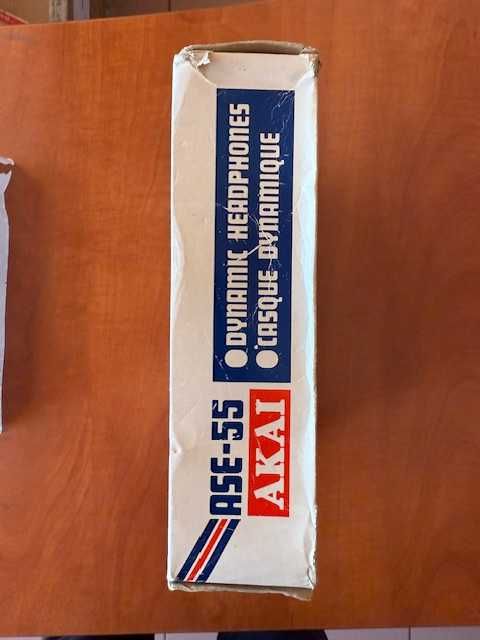 ASE-55
AKAI
DYNAMIC HEADPHONES
CASQUE DYNAMIQUE